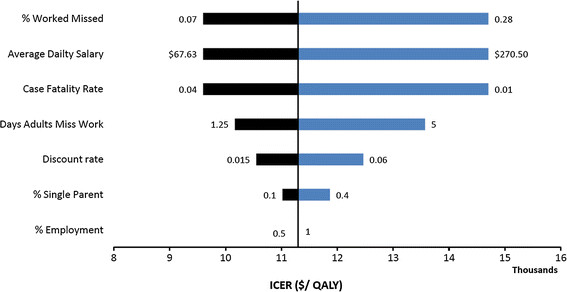 % Worked Missed 0.07 0.28
Average Dailty Salary $67.63 $270.50
Case Fatality Rate 0.04 0.01
Days Adults Miss Work 1.25 5
Discount rate 0.015 0.06
% Single Parent 0.1 0.4
% Employment 0.5 1
8 9 10 11 12 13 14 15 16
Thousands
ICER ($/ QALY)